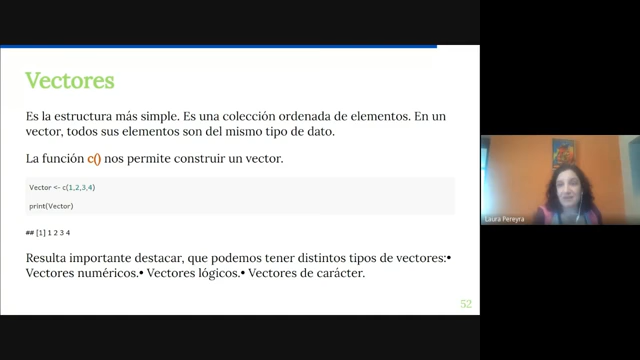 Vectores
Es la estructura más simple. Es una colección ordenada de elementos. En un
vector, todos sus elementos son del mismo tipo de dato.
La función c() nos permite construir un vector.
Vector <- c(1,2,3,4)
print(Vector)
## [1] 1 2 3 4
Resulta importante destacar, que podemos tener distintos tipos de vectores:•
Vectores numéricos.• Vectores lógicos.• Vectores de carácter.
52
Laura Pereyra